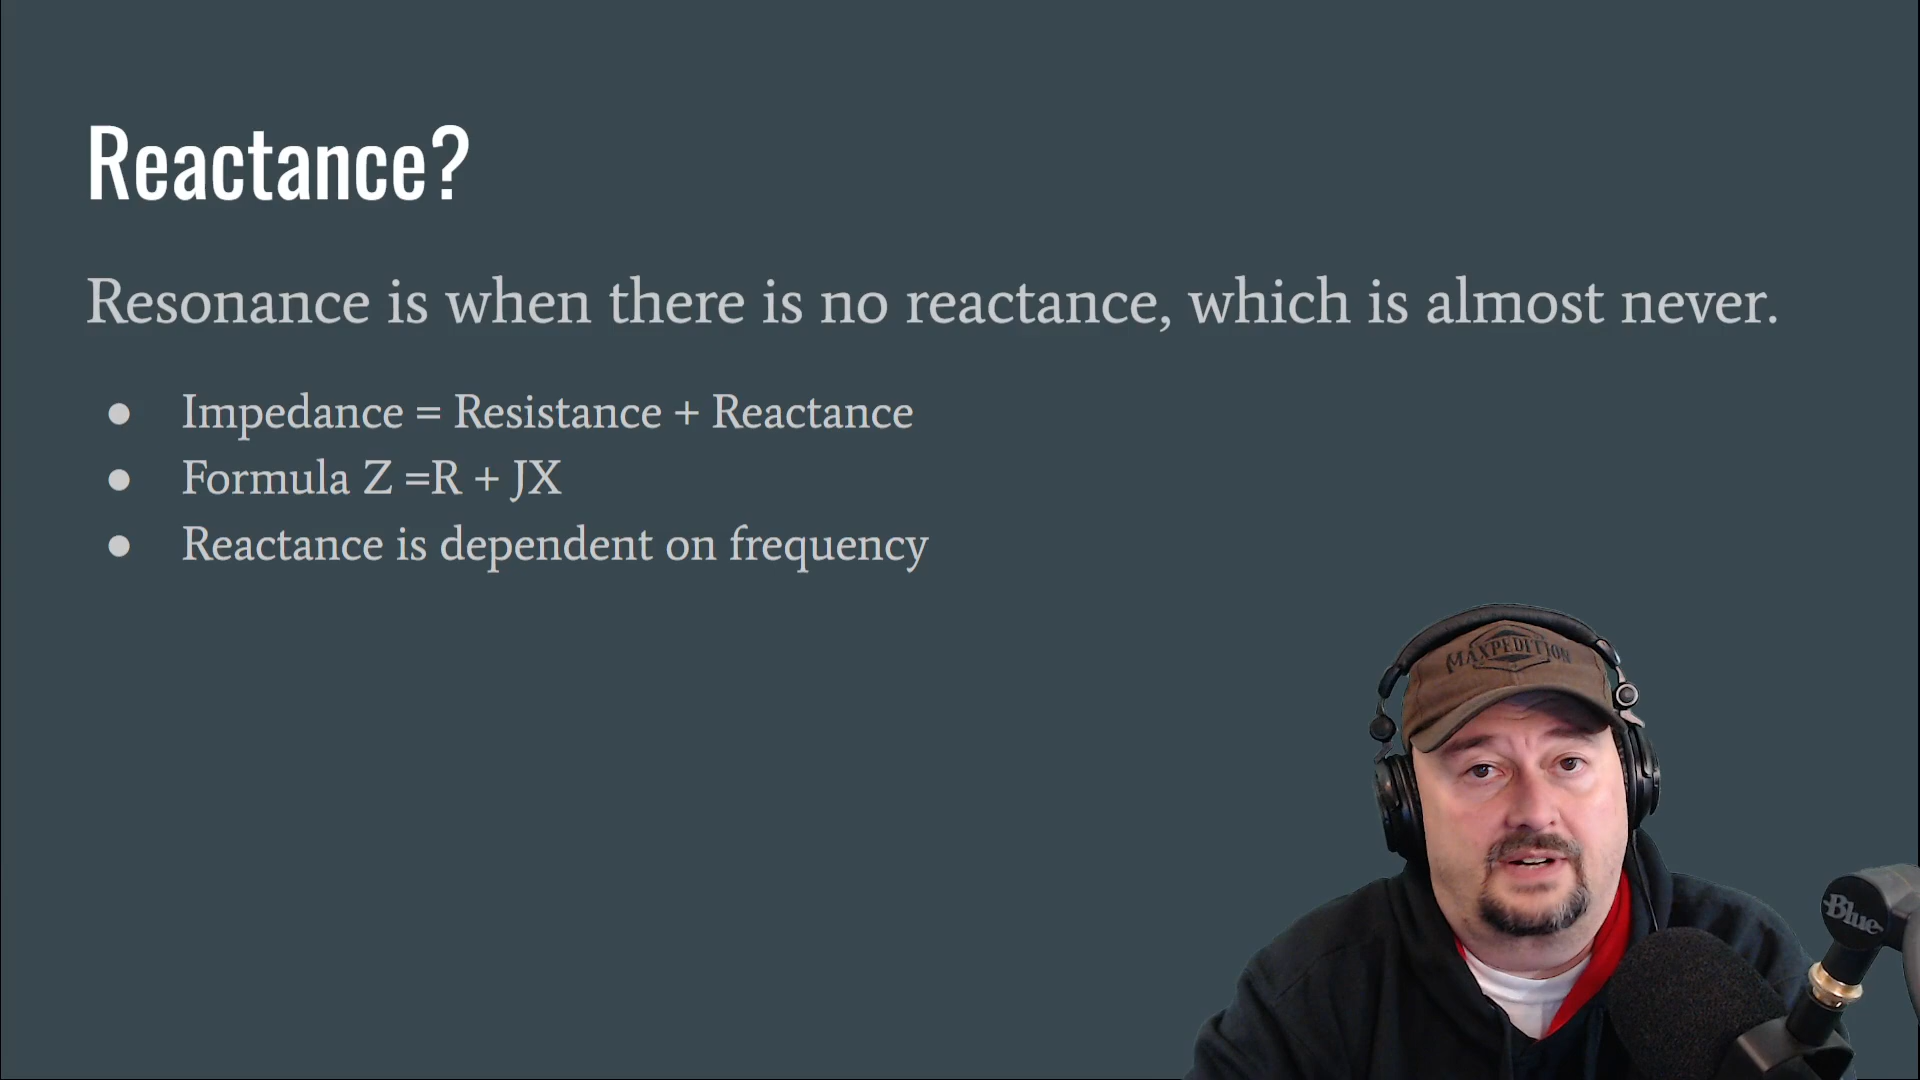 Reactance?
Resonance is when there is no reactance, which is almost never.
Impedance = Resistance + Reactance
Formula Z =R + JX
Reactance is dependent on frequency
MAXPEDITION
Blue